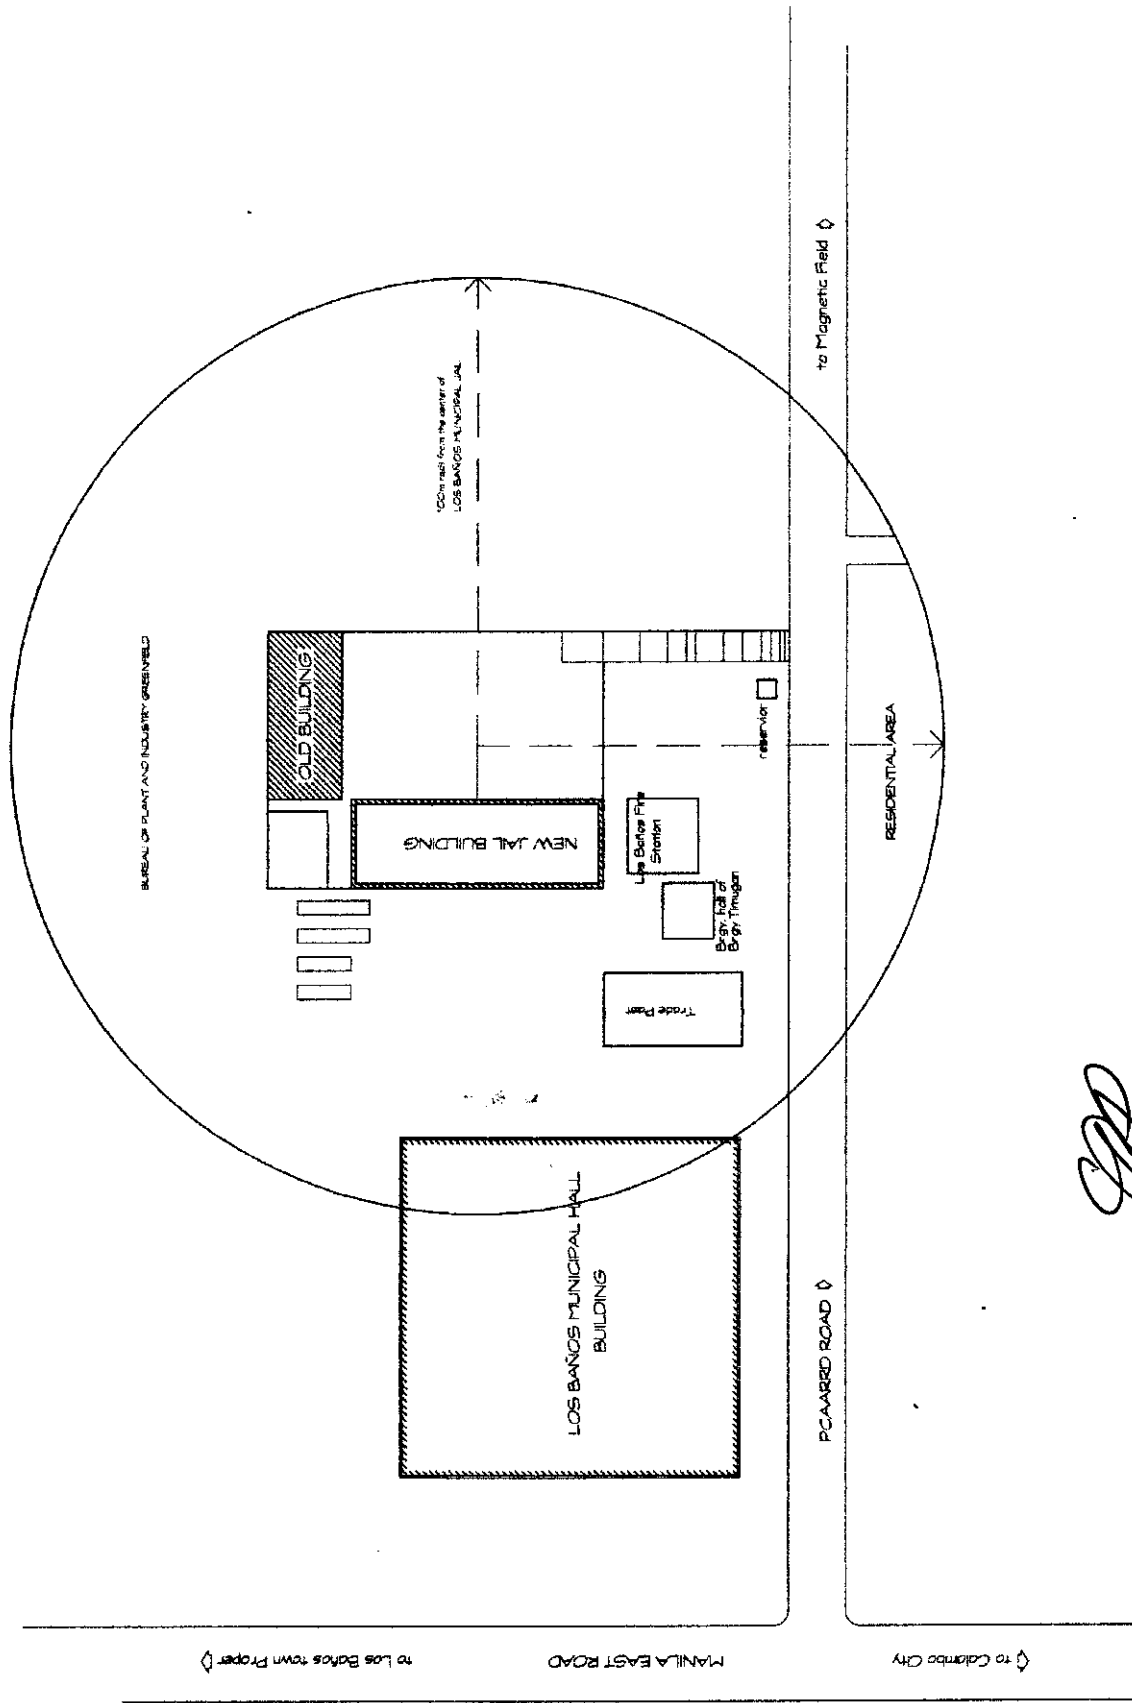 BUREAU OF PLANT AND INDUSTRY GREENFIELD
100m radii from the center of
LOS BAÑOS MUNICIPAL JAIL
OLD BUILDING
NEW JAIL BUILDING
Los Baños Fire
Station
Brgy. hall of
Brgy Timugan
Trade Post
reservior
RESIDENTIAL AREA
to Magnetic Field
LOS BAÑOS MUNICIPAL HALL
BUILDING
PCAARRD ROAD
to Los Baños town Proper
MANILA EAST ROAD
to Calamba City